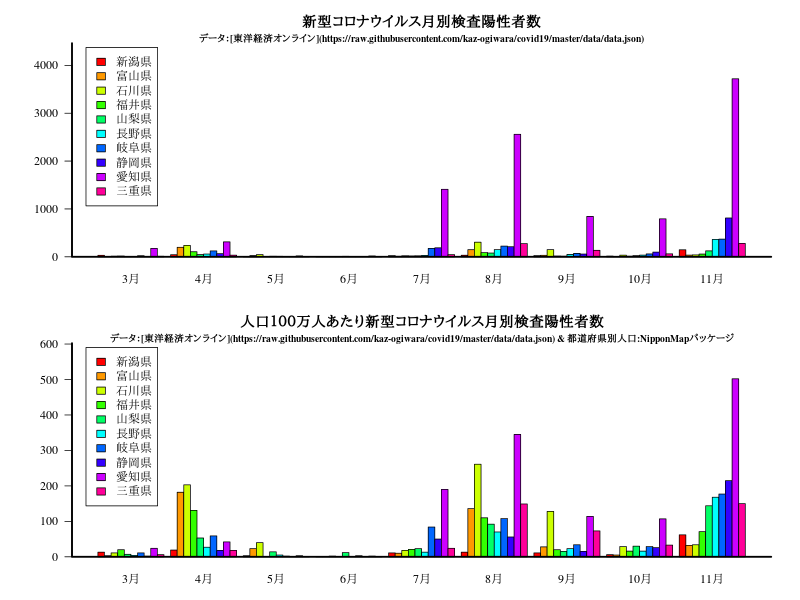 新型コロナウイルス月別検査陽性者数
データ：[東洋経済オンライン](https://raw.githubusercontent.com/kaz-ogiwara/covid19/master/data/data.json)
4000
3000
2000
1000
0
新潟県
富山県
石川県
福井県
山梨県
長野県
岐阜県
静岡県
愛知県
三重県
3月 4月 5月 6月 7月 8月 9月 10月 11月
人口100万人あたり新型コロナウイルス月別検査陽性者数
データ：[東洋経済オンライン](https://raw.githubusercontent.com/kaz-ogiwara/covid19/master/data/data.json) & 都道府県別人口:NipponMapパッケージ
600
500
400
300
200
100
0
新潟県
富山県
石川県
福井県
山梨県
長野県
岐阜県
静岡県
愛知県
三重県
3月 4月 5月 6月 7月 8月 9月 10月 11月